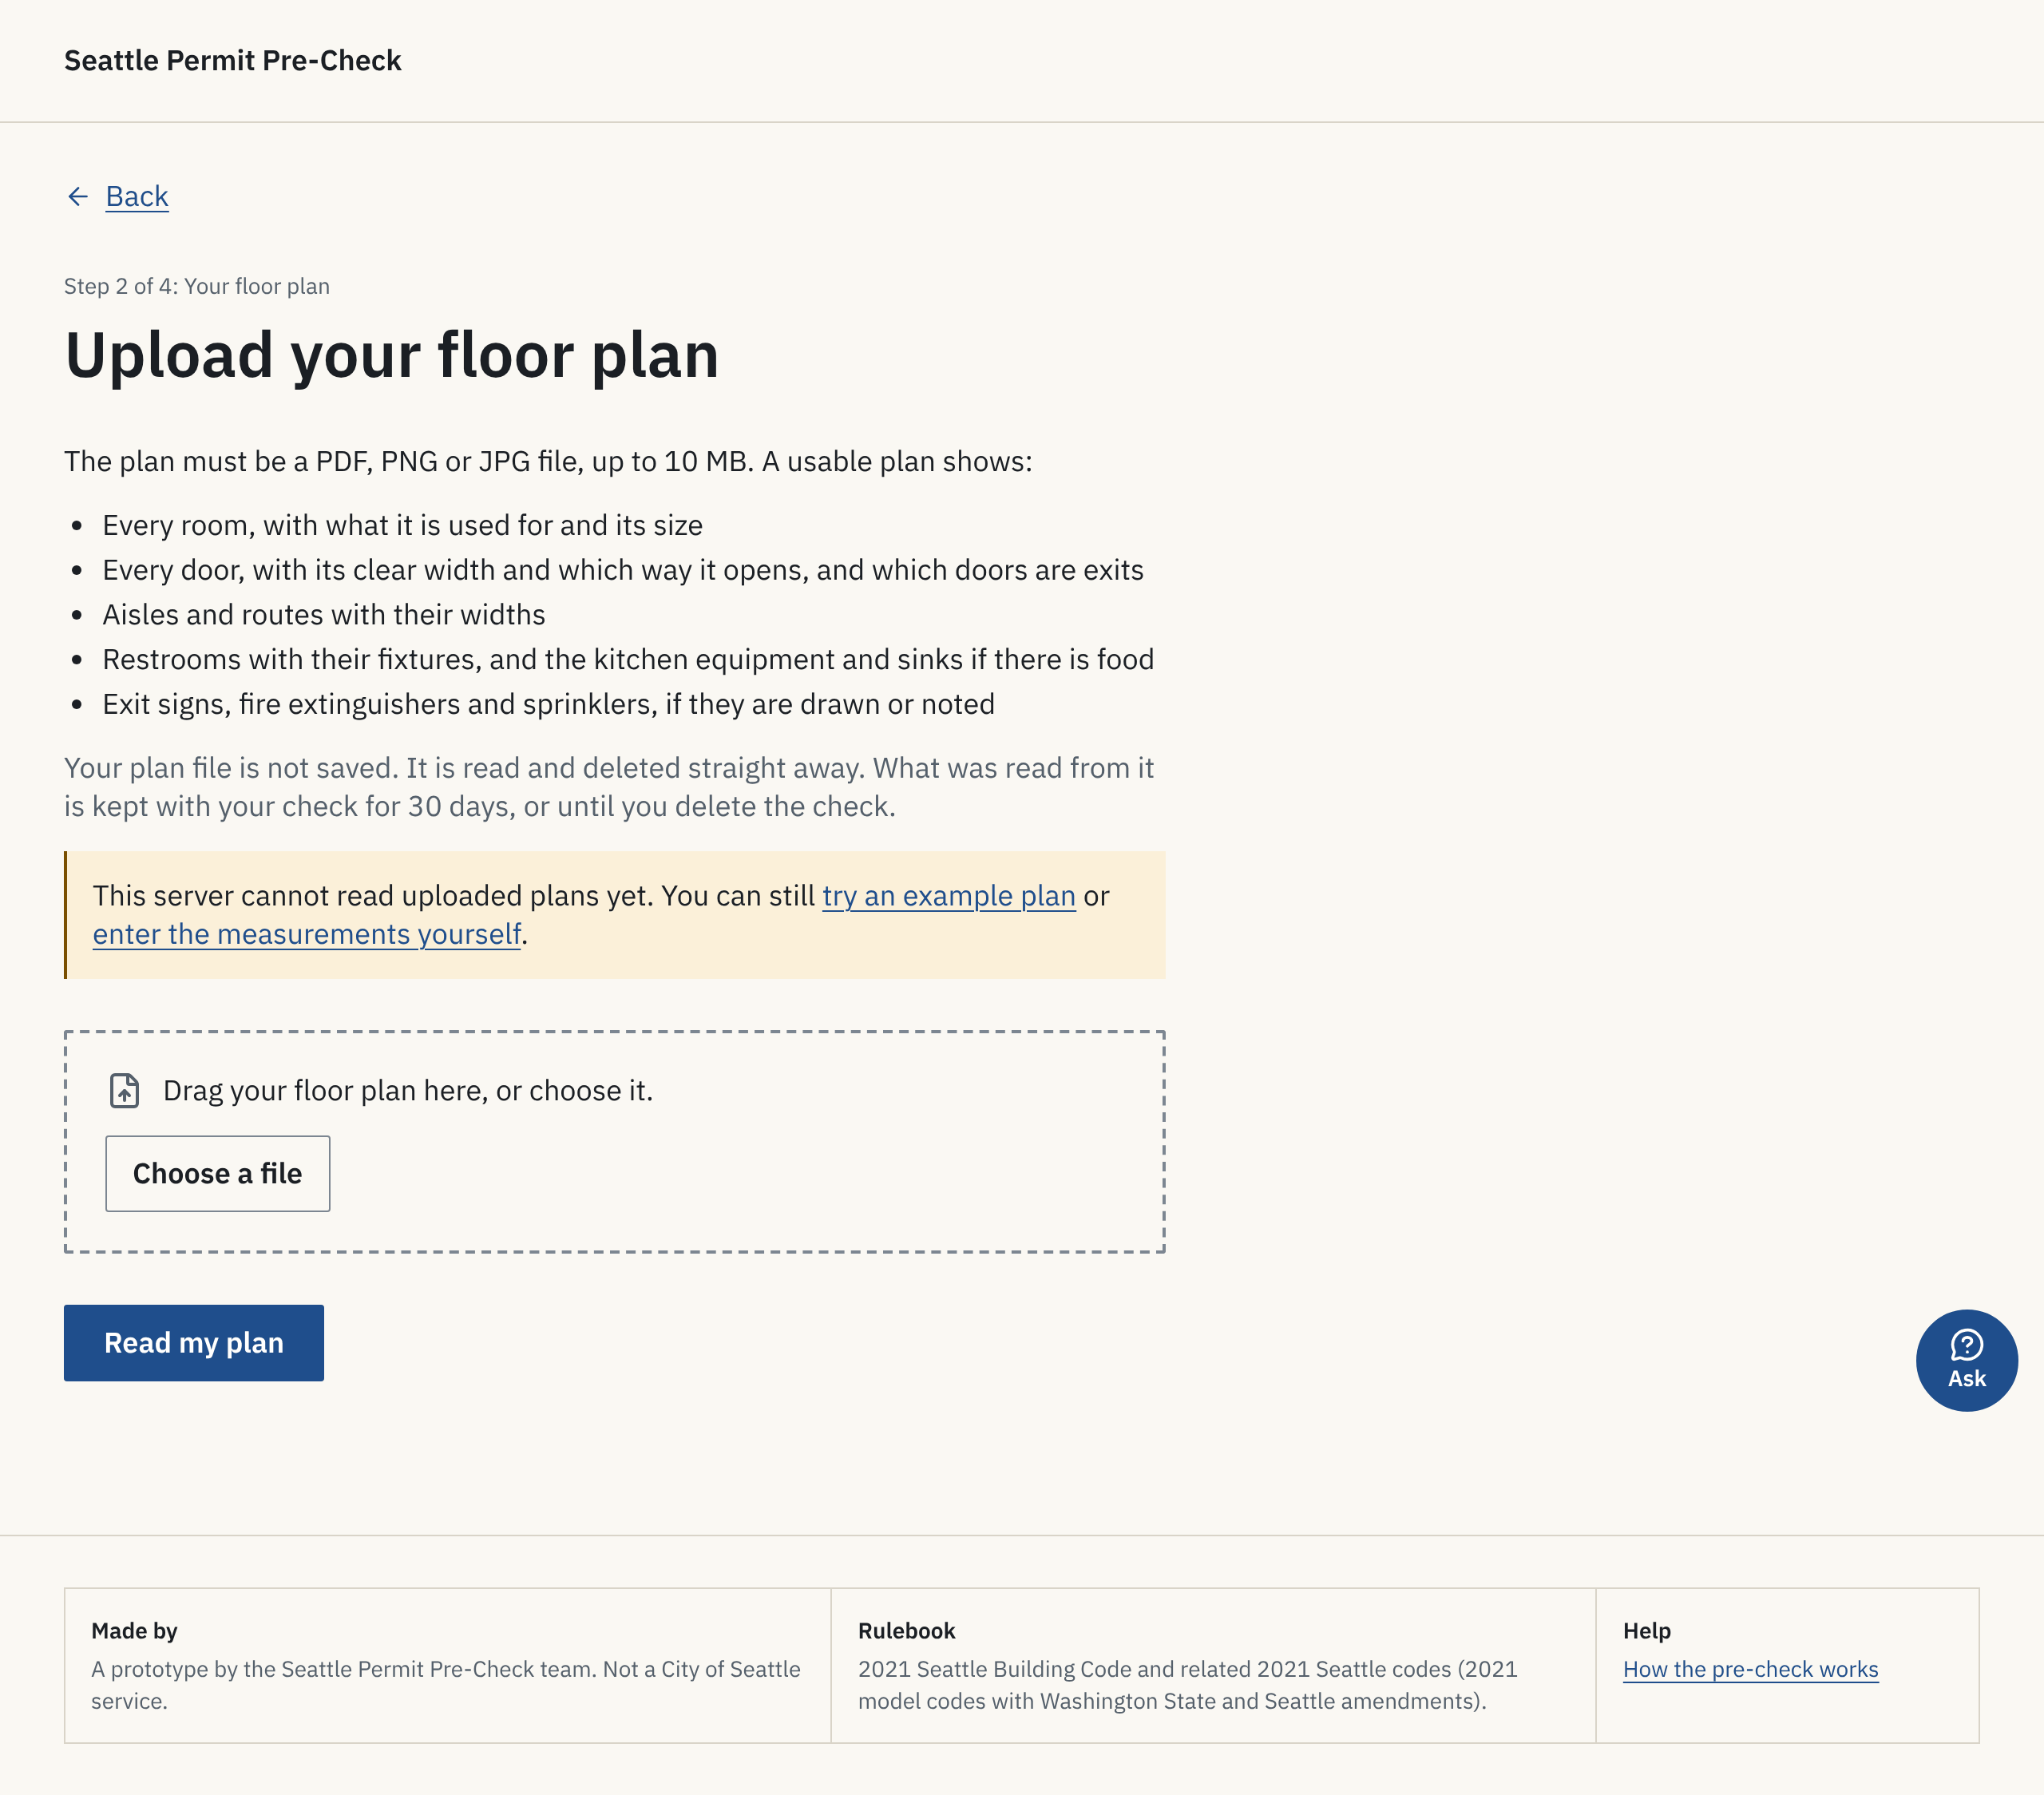 Seattle Permit Pre-Check
Back
Step 2 of 4: Your floor plan
Upload your floor plan
The plan must be a PDF, PNG or JPG file, up to 10 MB. A usable plan shows:
Every room, with what it is used for and its size
Every door, with its clear width and which way it opens, and which doors are exits
Aisles and routes with their widths
Restrooms with their fixtures, and the kitchen equipment and sinks if there is food
Exit signs, fire extinguishers and sprinklers, if they are drawn or noted
Your plan file is not saved. It is read and deleted straight away. What was read from it
is kept with your check for 30 days, or until you delete the check.
This server cannot read uploaded plans yet. You can still try an example plan or
enter the measurements yourself.
Drag your floor plan here, or choose it.
Choose a file
Read my plan
Ask
Made by
A prototype by the Seattle Permit Pre-Check team. Not a City of Seattle
service.
Rulebook
2021 Seattle Building Code and related 2021 Seattle codes (2021
model codes with Washington State and Seattle amendments).
Help
How the pre-check works